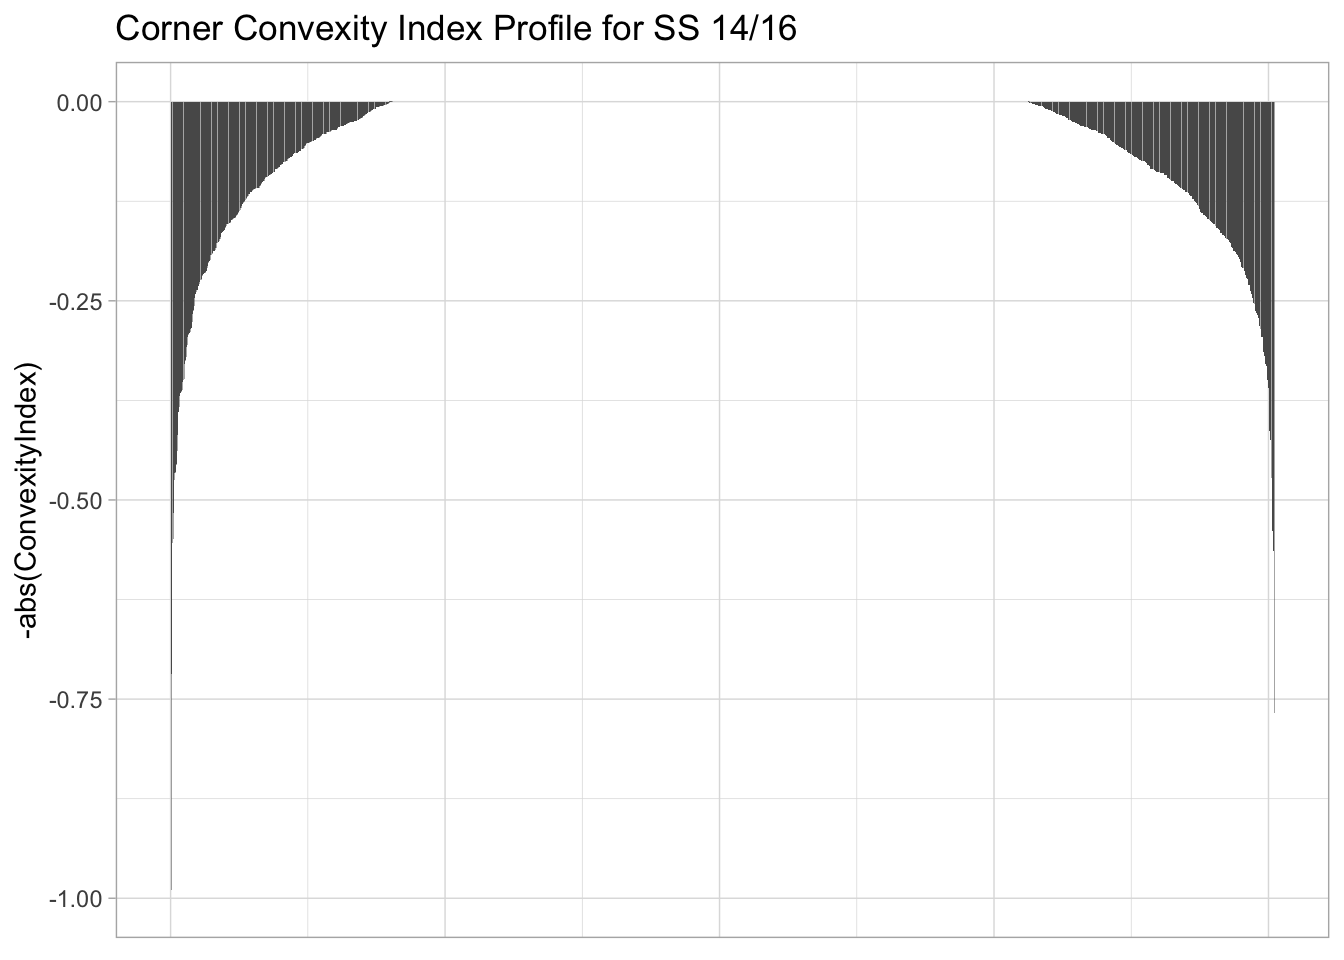 Corner Convexity Index Profile for SS 14/16
0.00
-0.25
-0.50
-0.75
-1.00
-abs(ConvexityIndex)